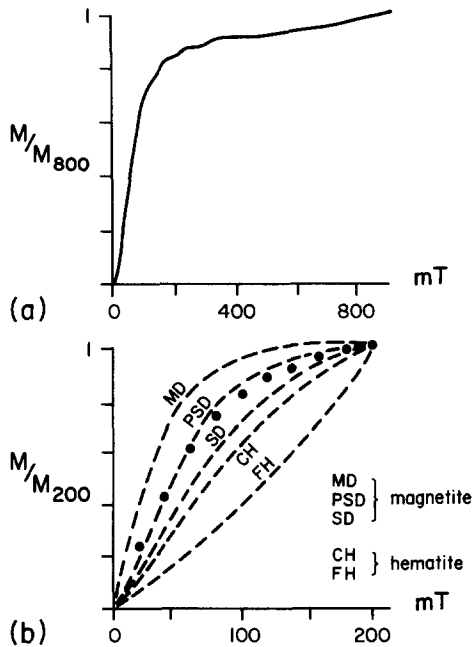 1
M/M800
mT
0 400 800
(a)
1
MD
PSD
SD
CH
FH
M/M200
MD
PSD } magnetite
SD
CH
FH } hematite
mT
0 100 200
(b)